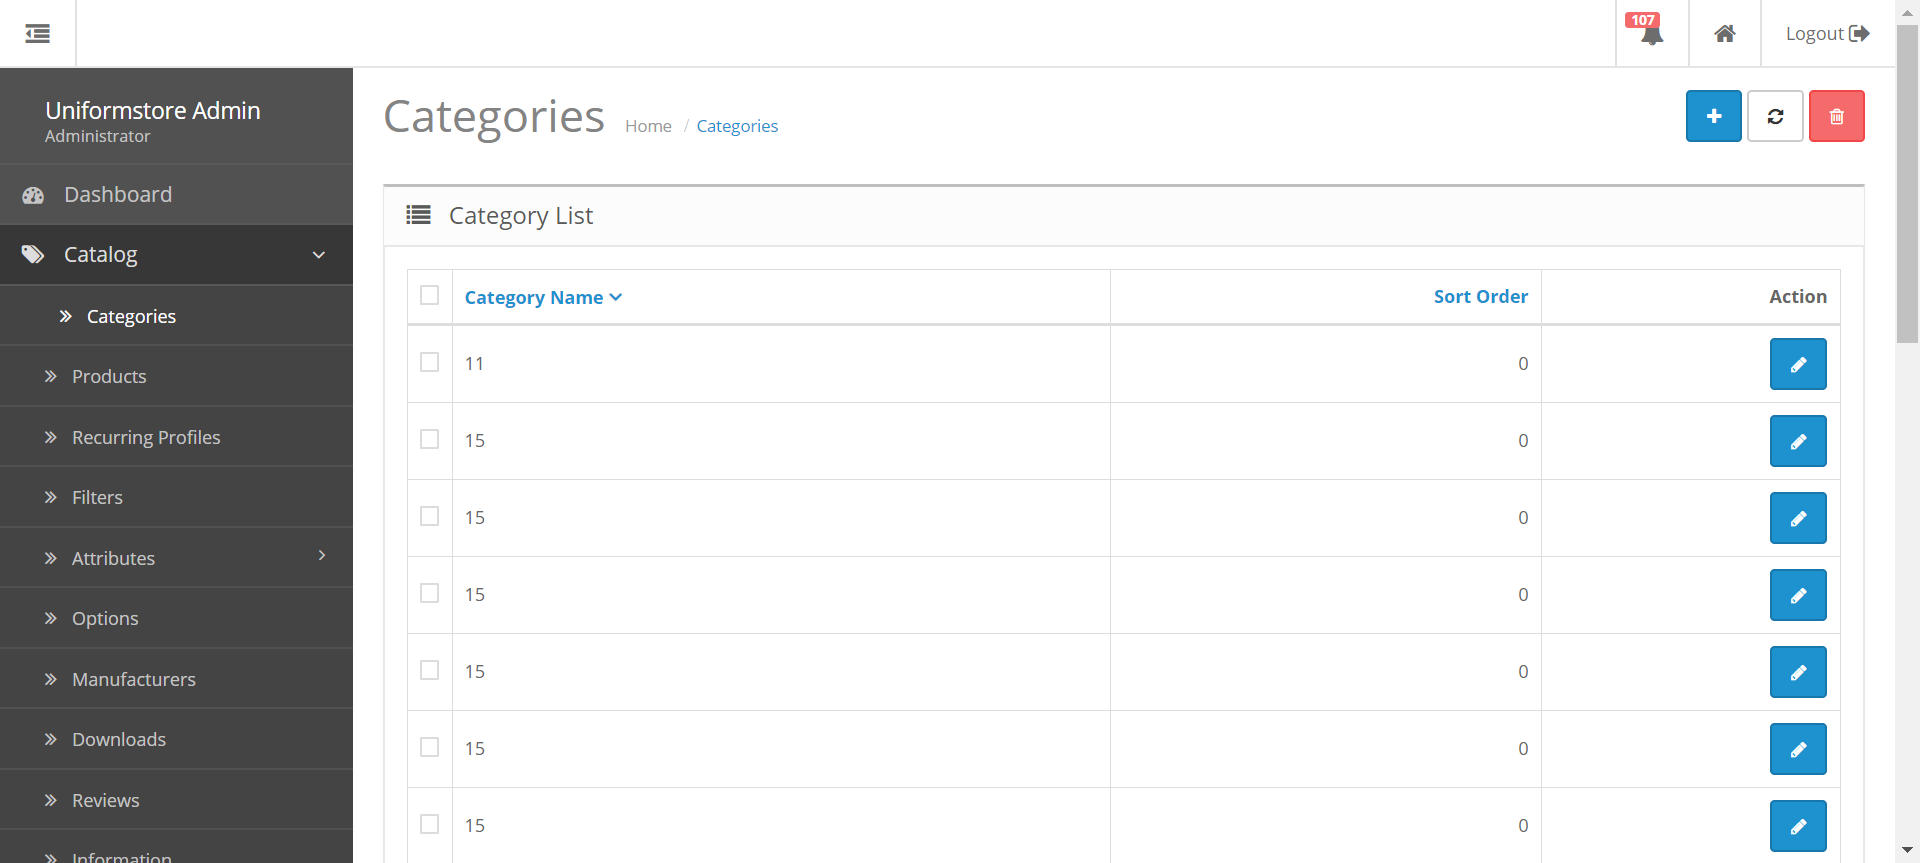 107
Logout
Uniformstore Admin
Administrator
Dashboard
Catalog
Categories
Products
Recurring Profiles
Filters
Attributes
Options
Manufacturers
Downloads
Reviews
Information
Categories
Home / Categories
Category List
Category Name Sort Order Action
11 0
15 0
15 0
15 0
15 0
15 0
15 0